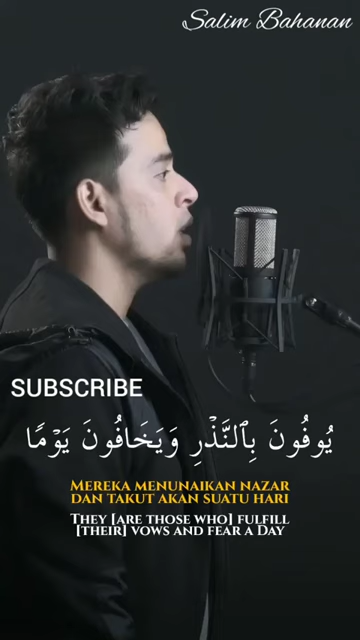 Salim Bahanan
SUBSCRIBE
يُوفُونَ بِٱلنَّذْرِ وَيَخَافُونَ يَوْمًا
MEREKA MENUNAIKAN NAZAR
DAN TAKUT AKAN SUATU HARI
THEY [ARE THOSE WHO] FULFILL
[THEIR] VOWS AND FEAR A DAY